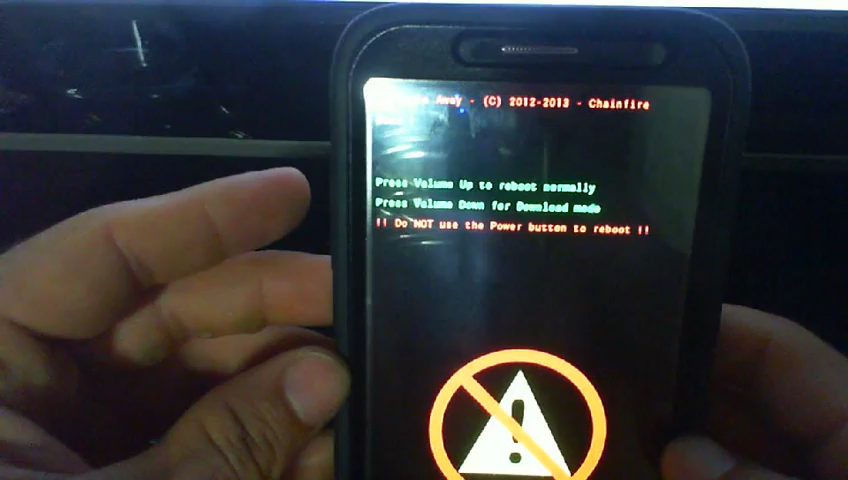 Away - (C) 2012-2013 - Chainfire
Press Volume Up to reboot normally
Press Volume Down for Download mode
!! Do NOT use the Power button to reboot !!
!